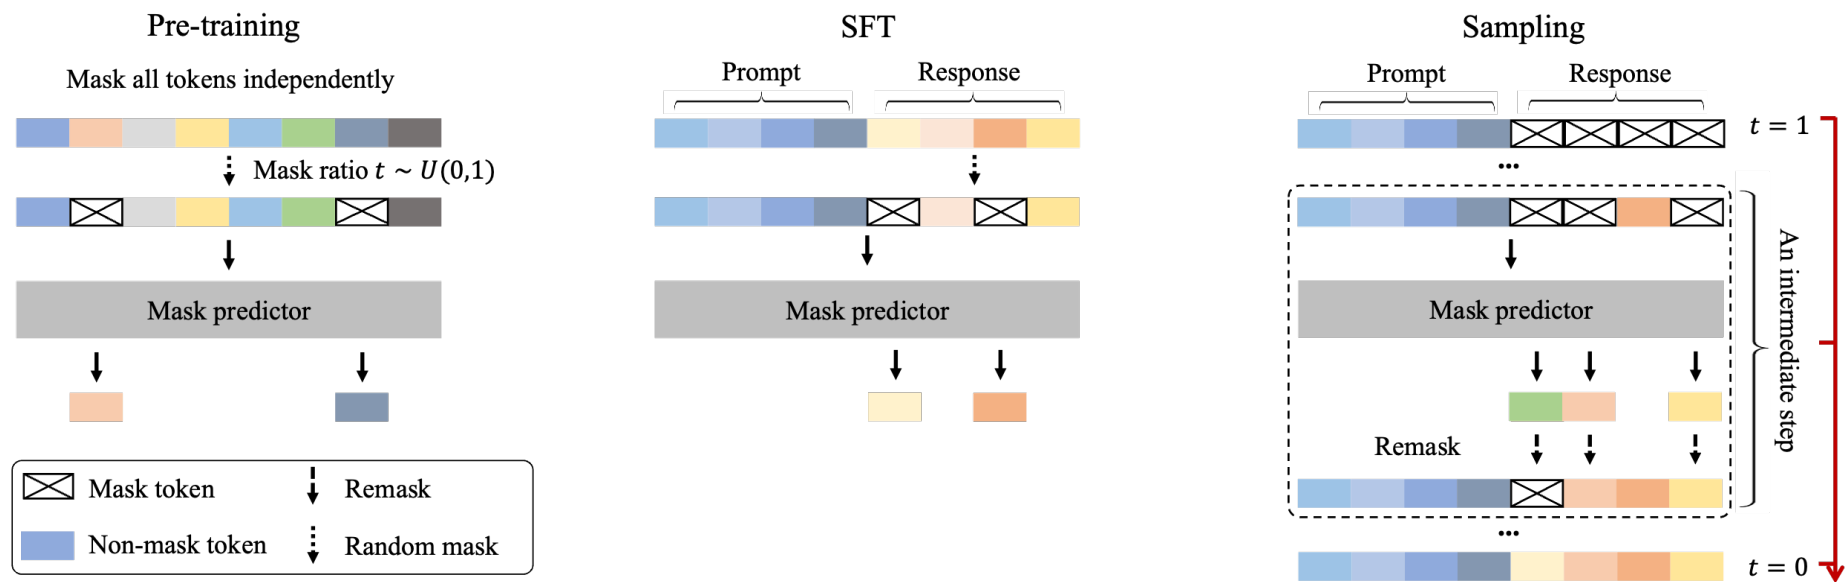 Pre-training
Mask all tokens independently
Mask ratio t ~ U(0,1)
Mask predictor
Mask token
Remask
Non-mask token
Random mask
SFT
Prompt
Response
Mask predictor
Sampling
Prompt
Response
t = 1
...
Mask predictor
An intermediate step
Remask
...
t = 0